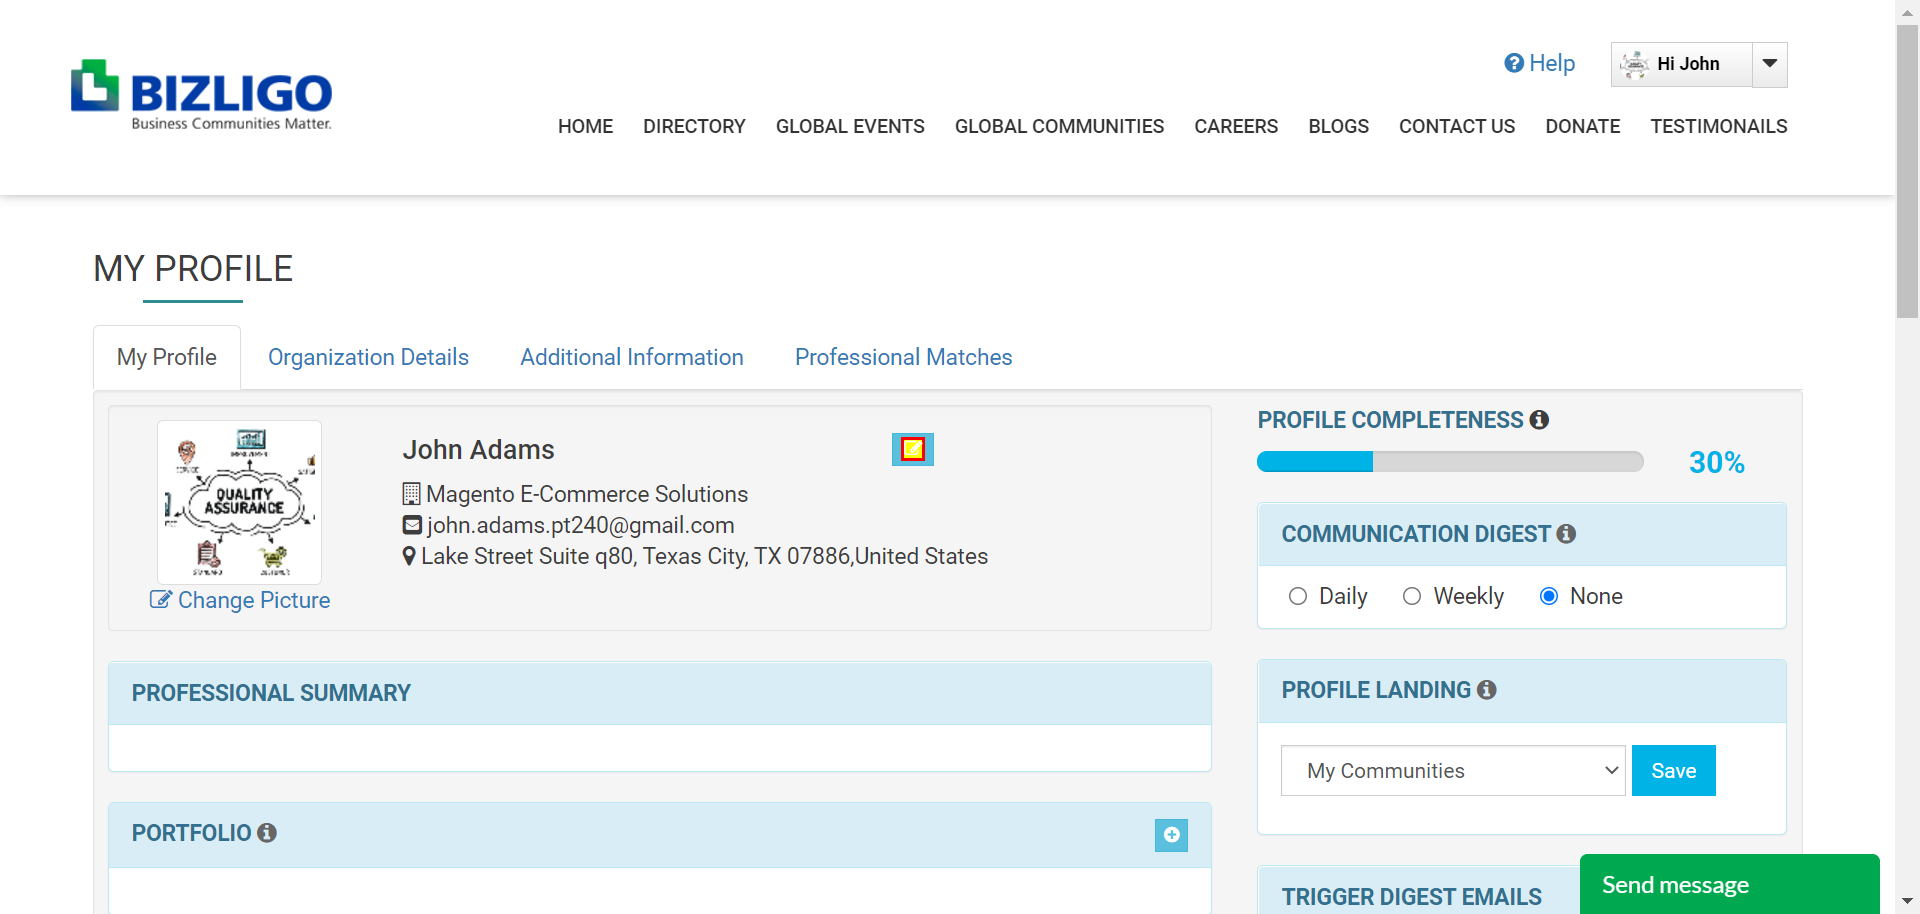 Help
Hi John
BIZLIGO
Business Communities Matter.
HOME DIRECTORY GLOBAL EVENTS GLOBAL COMMUNITIES CAREERS BLOGS CONTACT US DONATE TESTIMONAILS
MY PROFILE
My Profile Organization Details Additional Information Professional Matches
QUALITY
ASSURANCE
Change Picture
John Adams
Magento E-Commerce Solutions
john.adams.pt240@gmail.com
Lake Street Suite q80, Texas City, TX 07886,United States
PROFESSIONAL SUMMARY
PORTFOLIO
PROFILE COMPLETENESS
30%
COMMUNICATION DIGEST
Daily Weekly None
PROFILE LANDING
My Communities Save
TRIGGER DIGEST EMAILS
Send message